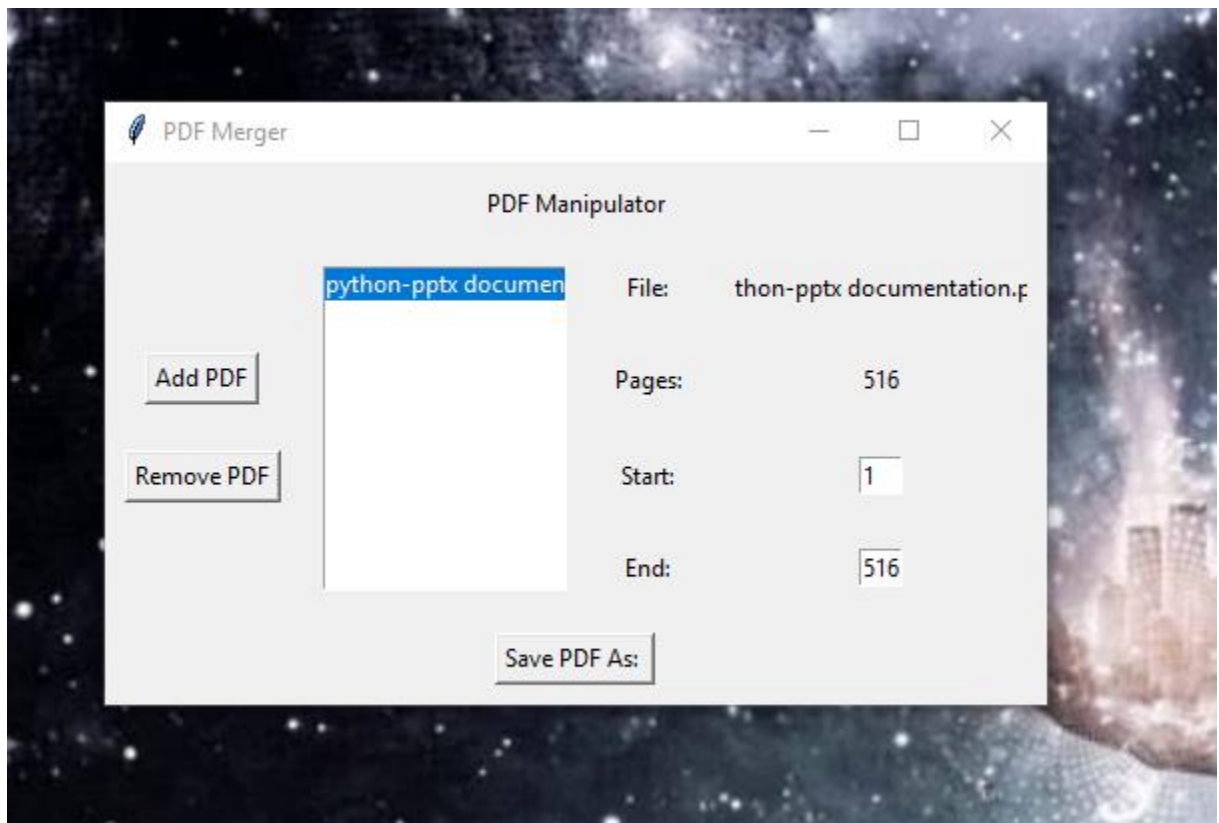 PDF Merger
PDF Manipulator
python-pptx documen
File: thon-pptx documentation.p
Add PDF
Pages: 516
Remove PDF
Start: 1
End: 516
Save PDF As: